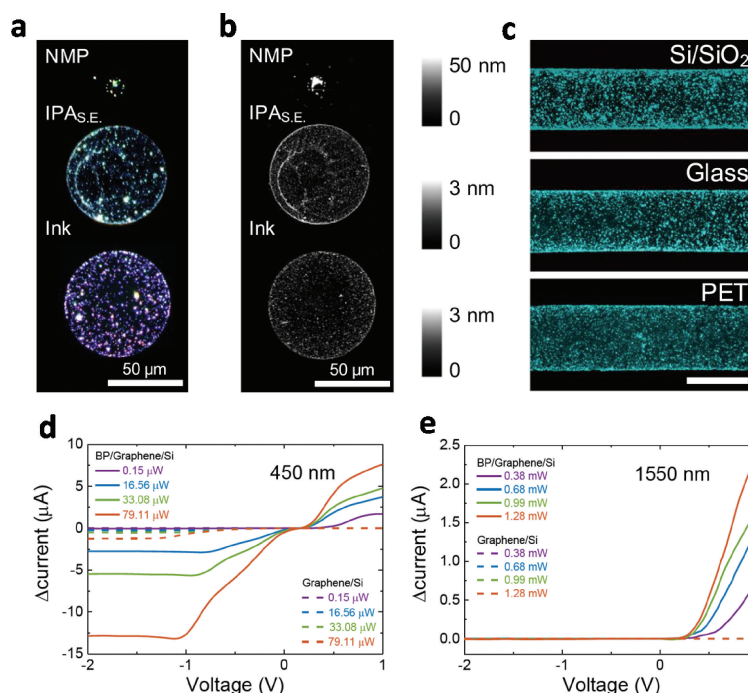 a
NMP
IPAS.E.
Ink
50 µm
b
NMP
IPAS.E.
Ink
50 µm
50 nm
0
3 nm
0
3 nm
0
c
Si/SiO2
Glass
PET
d
Δcurrent (µA)
10
5
0
-5
-10
-15
BP/Graphene/Si
0.15 µW
16.56 µW
33.08 µW
79.11 µW
450 nm
Graphene/Si
0.15 µW
16.56 µW
33.08 µW
79.11 µW
-2 -1 0 1
Voltage (V)
e
Δcurrent (µA)
2.5
2.0
1.5
1.0
0.5
0.0
BP/Graphene/Si
0.38 mW
0.68 mW
0.99 mW
1.28 mW
1550 nm
Graphene/Si
0.38 mW
0.68 mW
0.99 mW
1.28 mW
-2 -1 0
Voltage (V)